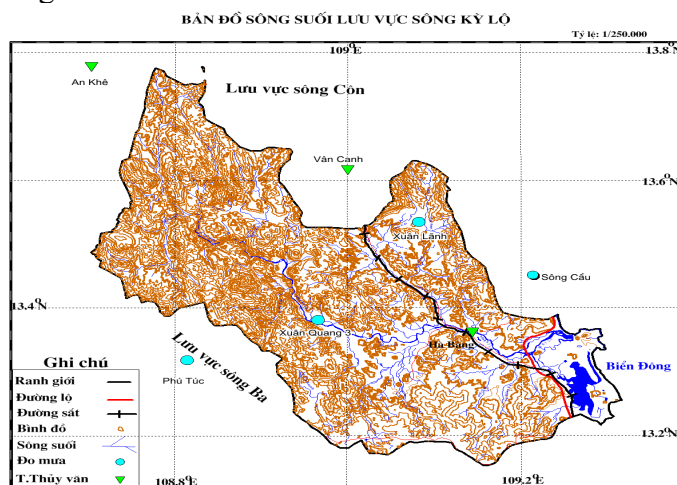 BẢN ĐỒ SÔNG SUỐI LƯU VỰC SÔNG KỲ LỘ
Tỷ lệ: 1/250.000
109°E
13.8°N
An Khê
Lưu vực sông Côn
Vân Canh
13.6°N
Xuân Lãnh
Sông Cầu
13.4°N
Xuân Quang 3
Hà Bằng
Lưu vực sông Ba
Phú Túc
Biển Đông
Ghi chú
Ranh giới
Đường lộ
Đường sắt
Bình đồ
Sông suối
Đo mưa
T.Thủy văn
13.2°N
108.8°E
109.2°E